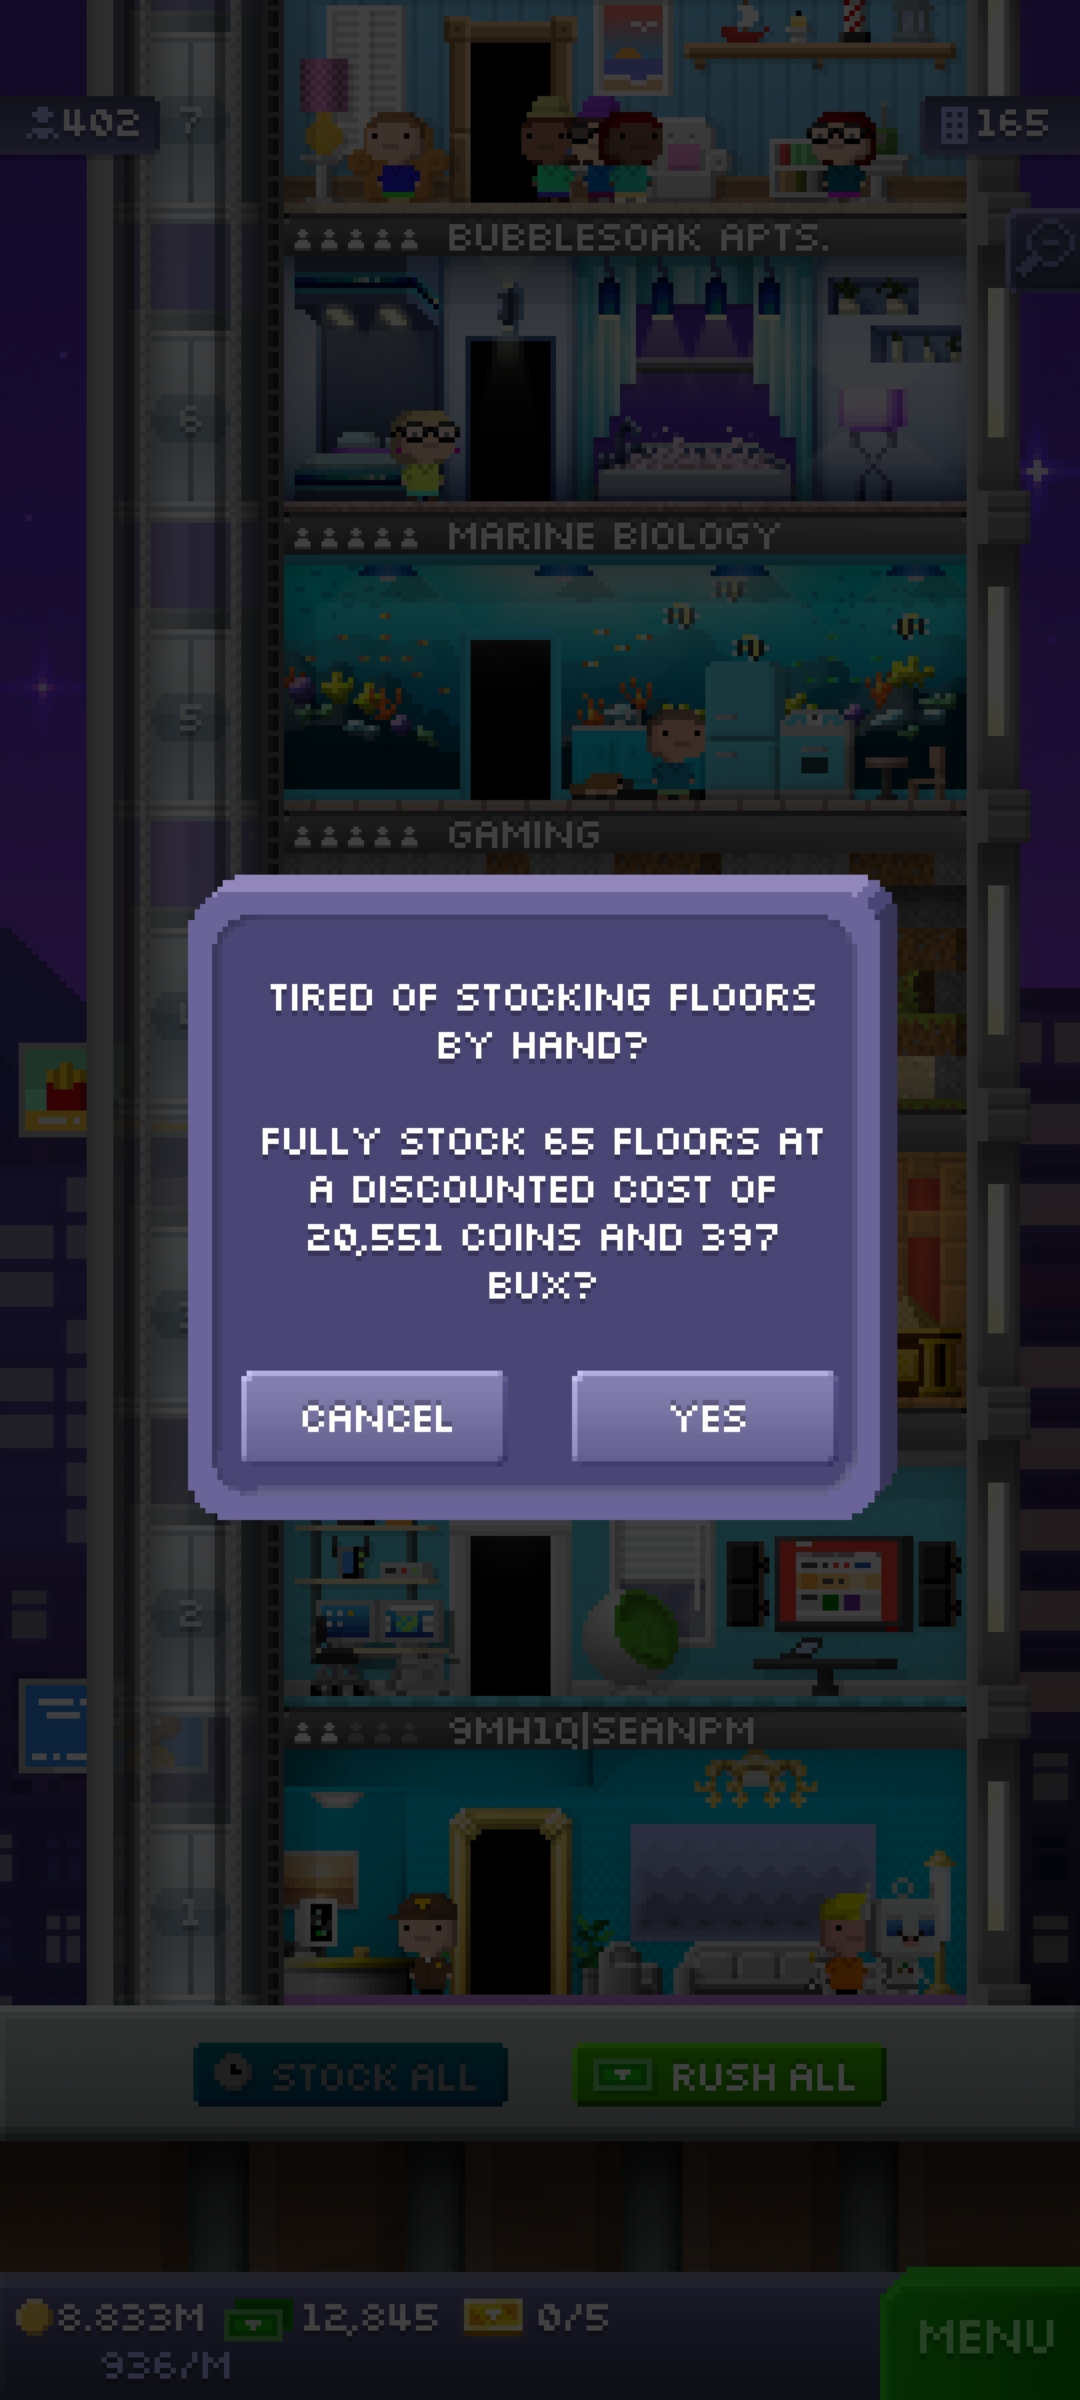 402
7
165
BUBBLESOAK APTS.
6
MARINE BIOLOGY
5
GAMING
TIRED OF STOCKING FLOORS
BY HAND?
FULLY STOCK 65 FLOORS AT
A DISCOUNTED COST OF
20,551 COINS AND 397
BUX?
CANCEL
YES
2
9MH1Q|SEANPM
1
STOCK ALL
RUSH ALL
8.833M
12,845
0/5
MENU
936/M